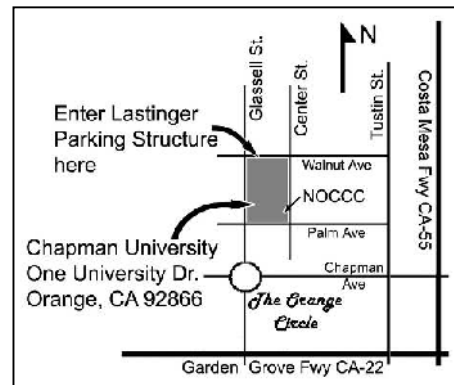 N
Glassell St.
Center St.
Tustin St.
Costa Mesa Fwy CA-55
Enter Lastinger
Parking Structure
here
Walnut Ave
NOCCC
Palm Ave
Chapman University
One University Dr.
Orange, CA 92866
Chapman
Ave
The Orange
Circle
Garden Grove Fwy CA-22